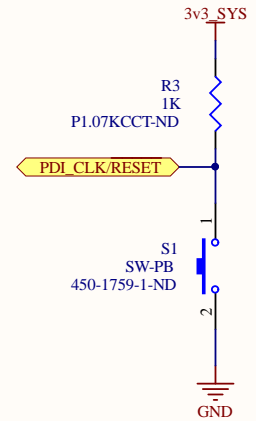 3v3_SYS
R3
1K
P1.07KCCT-ND
PDI_CLK/RESET
1
S1
SW-PB
450-1759-1-ND
2
GND